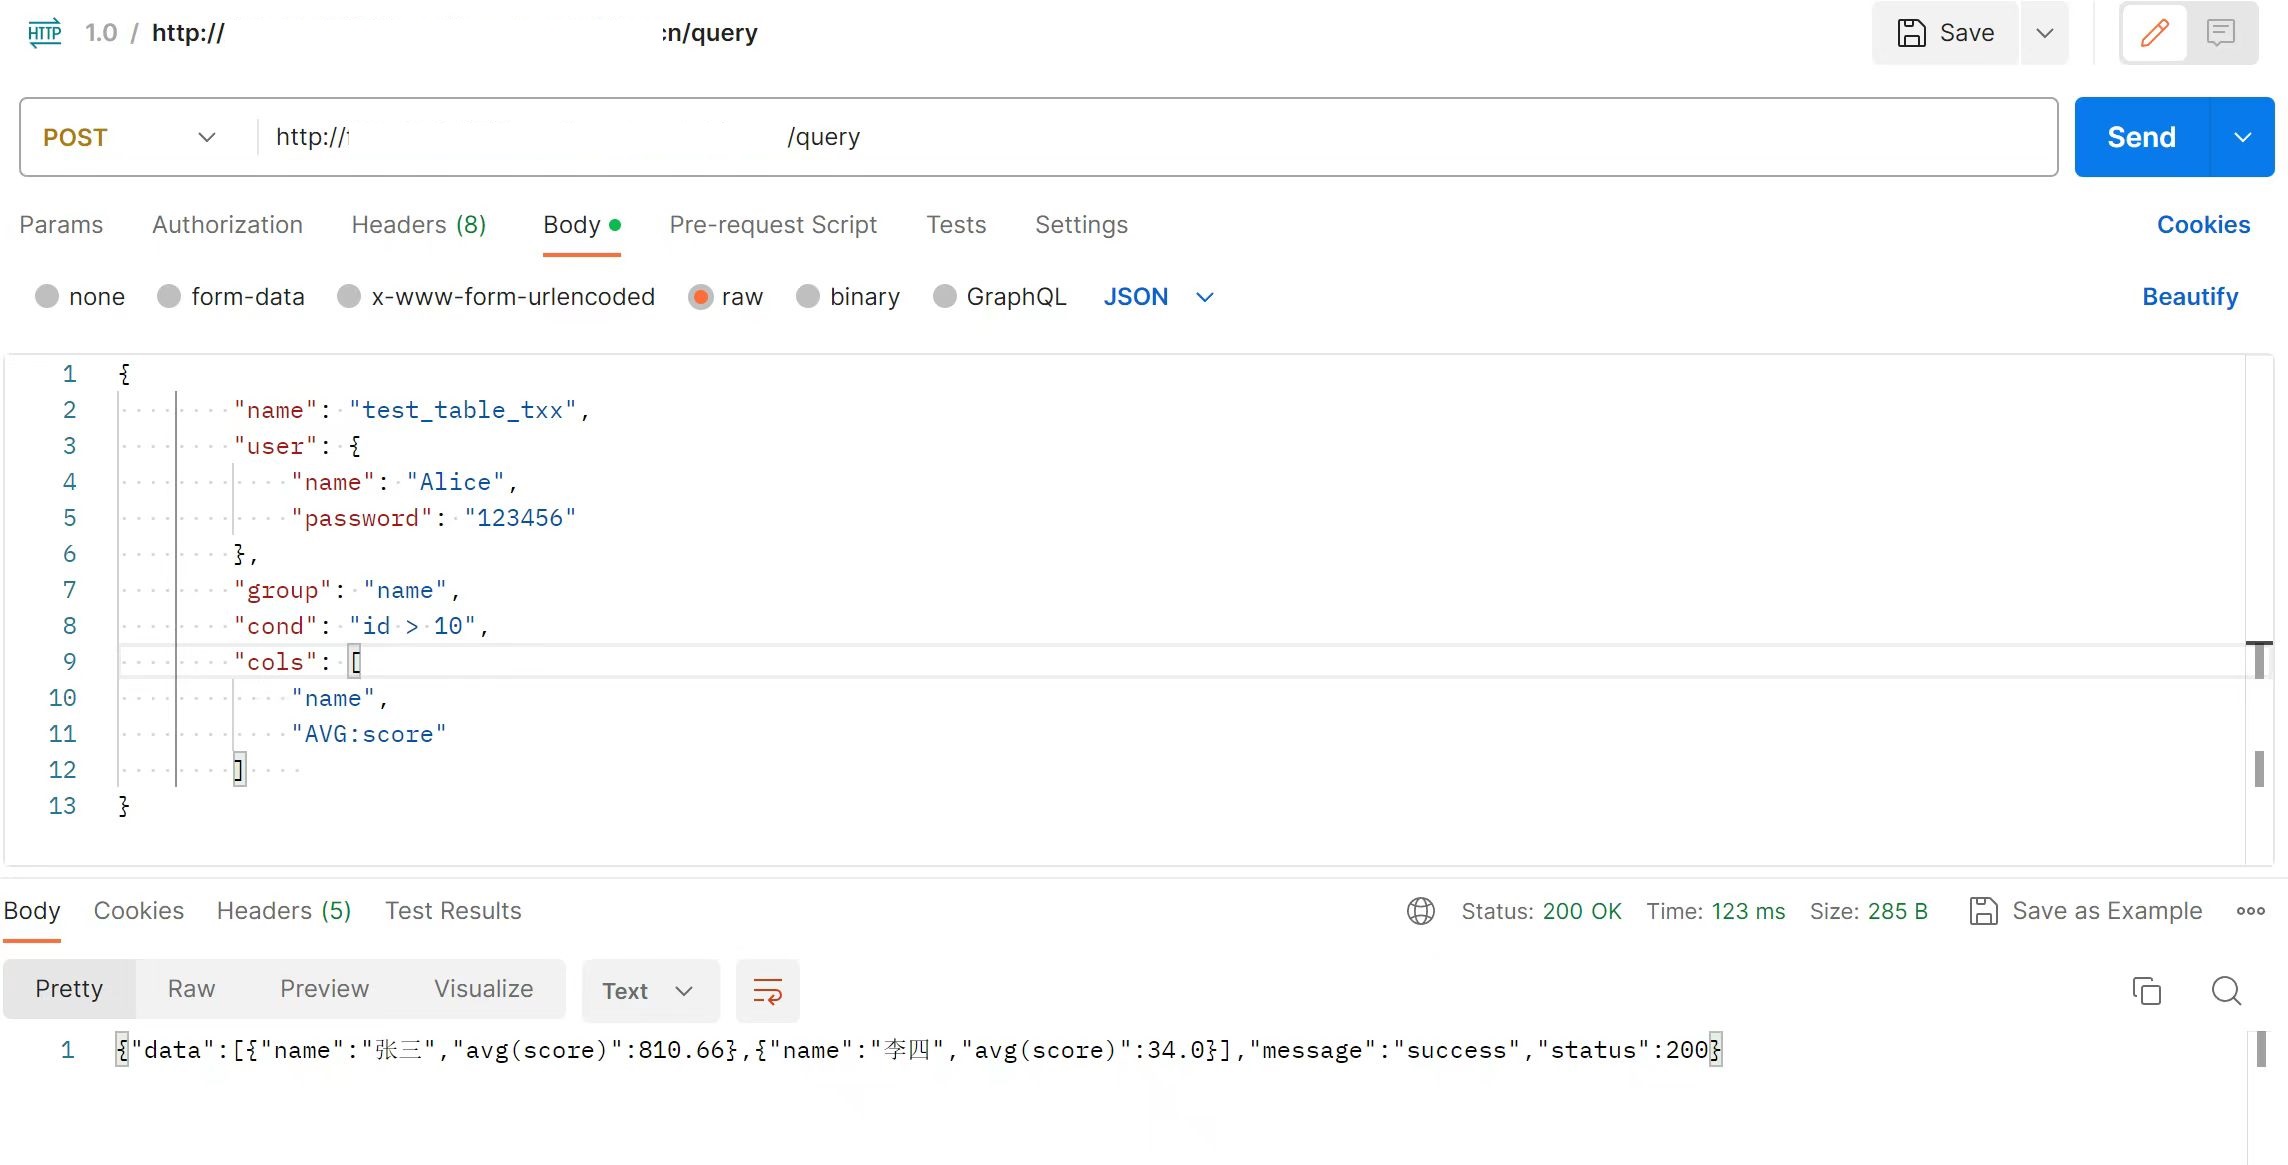 HTTP 1.0 / http:// cn/query Save
POST http:// /query Send
Params Authorization Headers (8) Body Pre-request Script Tests Settings Cookies
none form-data x-www-form-urlencoded raw binary GraphQL JSON Beautify
1 {
2 "name": "test_table_txx",
3 "user": {
4 "name": "Alice",
5 "password": "123456"
6 },
7 "group": "name",
8 "cond": "id > 10",
9 "cols": [
10 "name",
11 "AVG:score"
12 ]
13 }
Body Cookies Headers (5) Test Results Status: 200 OK Time: 123 ms Size: 285 B Save as Example
Pretty Raw Preview Visualize Text
1 {"data":[{"name":"张三","avg(score)":810.66},{"name":"李四","avg(score)":34.0}],"message":"success","status":200}